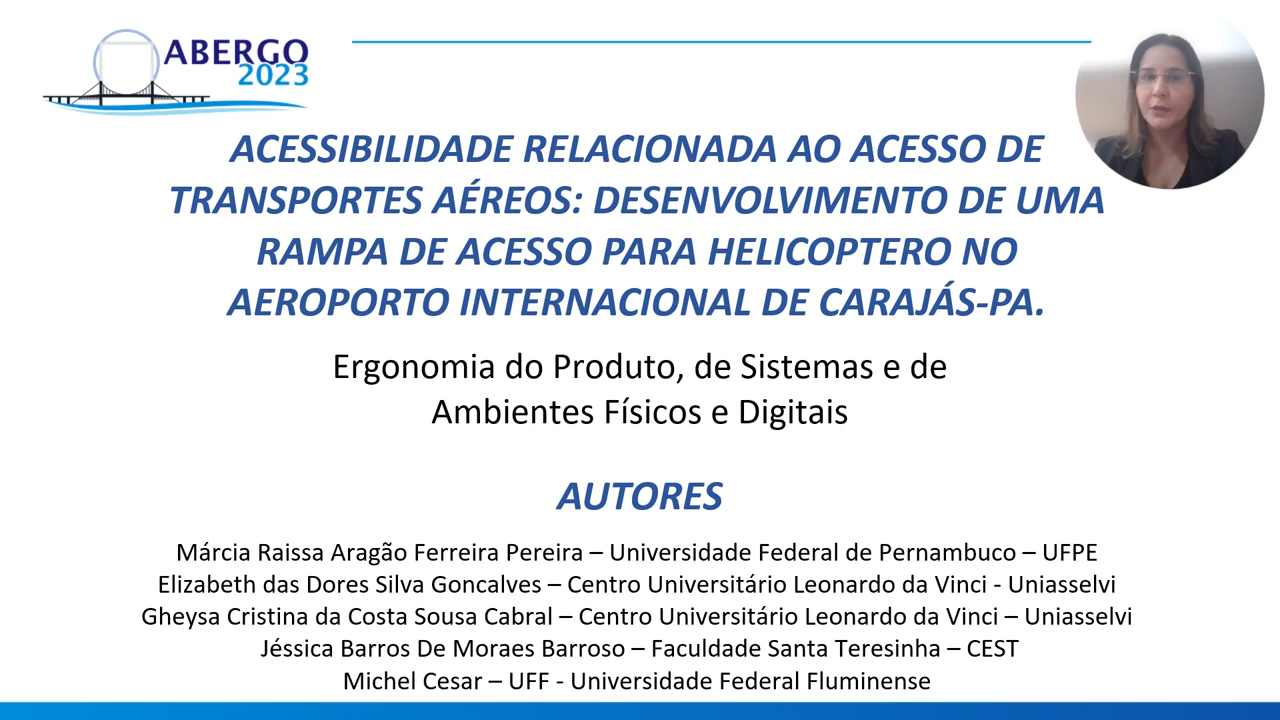 ABERGO
2023
ACESSIBILIDADE RELACIONADA AO ACESSO DE
TRANSPORTES AÉREOS: DESENVOLVIMENTO DE UMA
RAMPA DE ACESSO PARA HELICOPTERO NO
AEROPORTO INTERNACIONAL DE CARAJÁS-PA.
Ergonomia do Produto, de Sistemas e de
Ambientes Físicos e Digitais
AUTORES
Márcia Raissa Aragão Ferreira Pereira – Universidade Federal de Pernambuco – UFPE
Elizabeth das Dores Silva Goncalves – Centro Universitário Leonardo da Vinci - Uniasselvi
Gheysa Cristina da Costa Sousa Cabral – Centro Universitário Leonardo da Vinci – Uniasselvi
Jéssica Barros De Moraes Barroso – Faculdade Santa Teresinha – CEST
Michel Cesar – UFF - Universidade Federal Fluminense